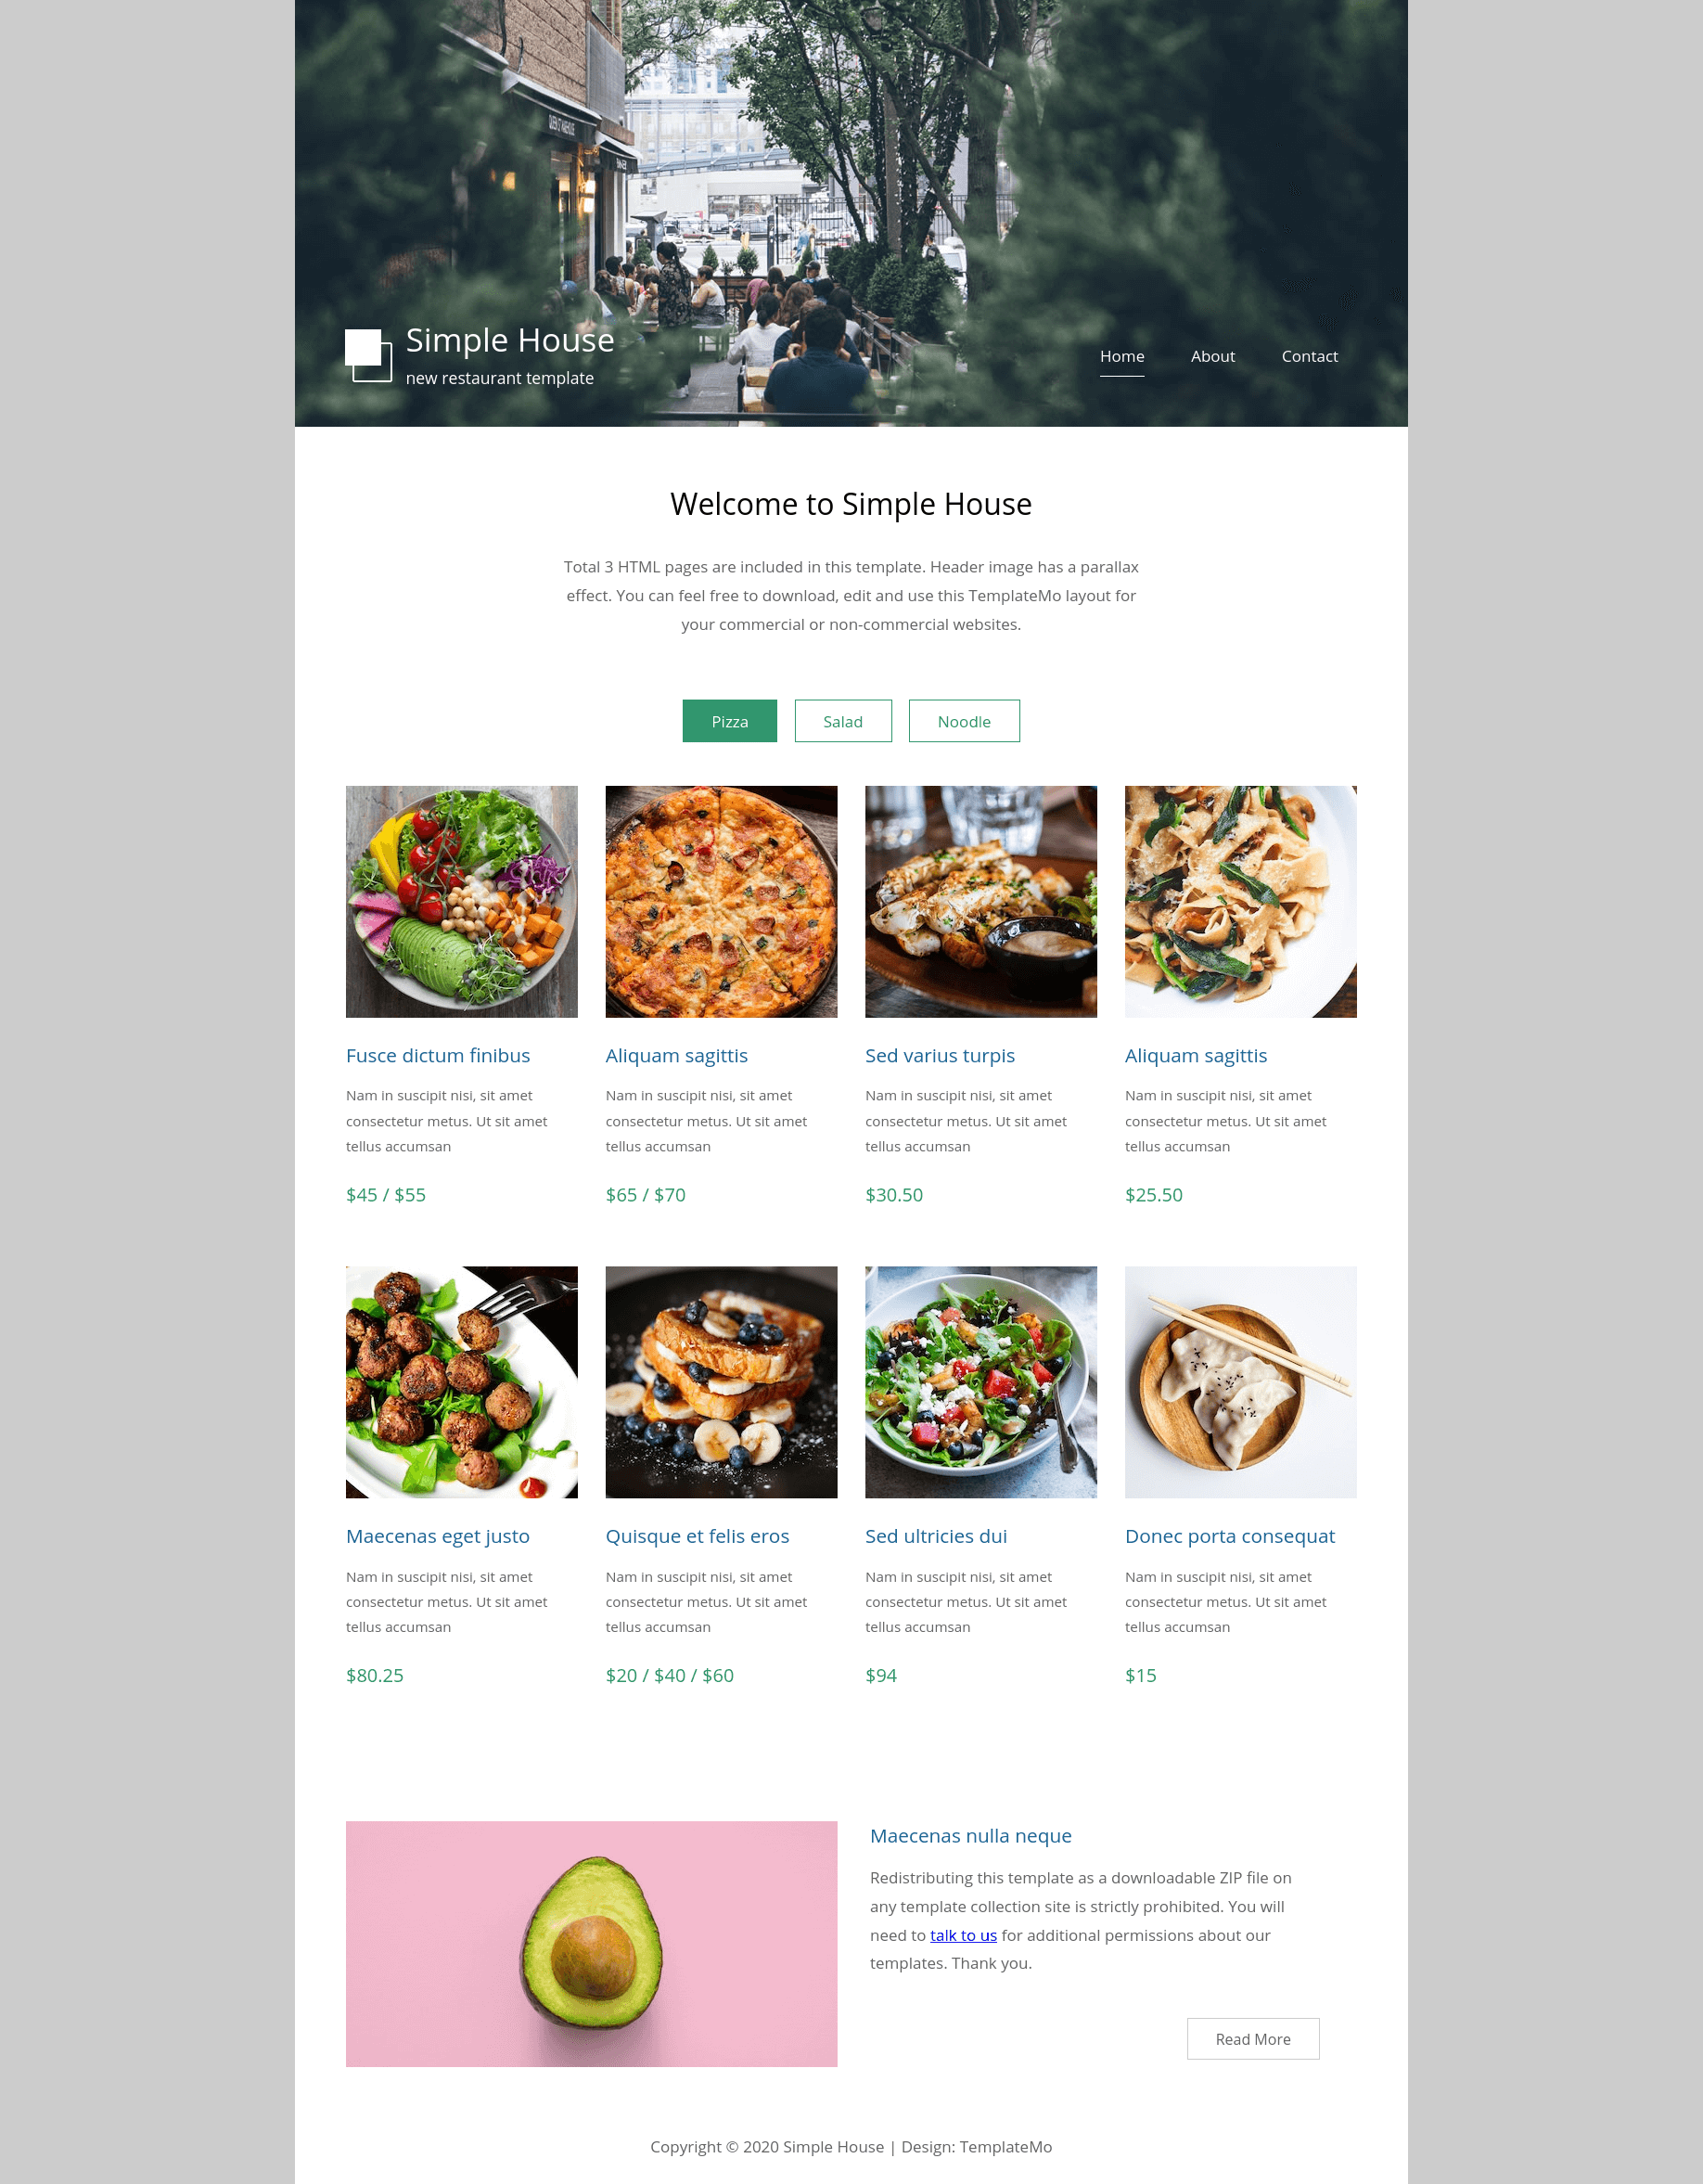 Simple House
new restaurant template
Home
About
Contact
Welcome to Simple House
Total 3 HTML pages are included in this template. Header image has a parallax
effect. You can feel free to download, edit and use this TemplateMo layout for
your commercial or non-commercial websites.
Pizza
Salad
Noodle
Fusce dictum finibus
Nam in suscipit nisi, sit amet
consectetur metus. Ut sit amet
tellus accumsan
$45 / $55
Aliquam sagittis
Nam in suscipit nisi, sit amet
consectetur metus. Ut sit amet
tellus accumsan
$65 / $70
Sed varius turpis
Nam in suscipit nisi, sit amet
consectetur metus. Ut sit amet
tellus accumsan
$30.50
Aliquam sagittis
Nam in suscipit nisi, sit amet
consectetur metus. Ut sit amet
tellus accumsan
$25.50
Maecenas eget justo
Nam in suscipit nisi, sit amet
consectetur metus. Ut sit amet
tellus accumsan
$80.25
Quisque et felis eros
Nam in suscipit nisi, sit amet
consectetur metus. Ut sit amet
tellus accumsan
$20 / $40 / $60
Sed ultricies dui
Nam in suscipit nisi, sit amet
consectetur metus. Ut sit amet
tellus accumsan
$94
Donec porta consequat
Nam in suscipit nisi, sit amet
consectetur metus. Ut sit amet
tellus accumsan
$15
Maecenas nulla neque
Redistributing this template as a downloadable ZIP file on
any template collection site is strictly prohibited. You will
need to talk to us for additional permissions about our
templates. Thank you.
Read More
Copyright © 2020 Simple House | Design: TemplateMo